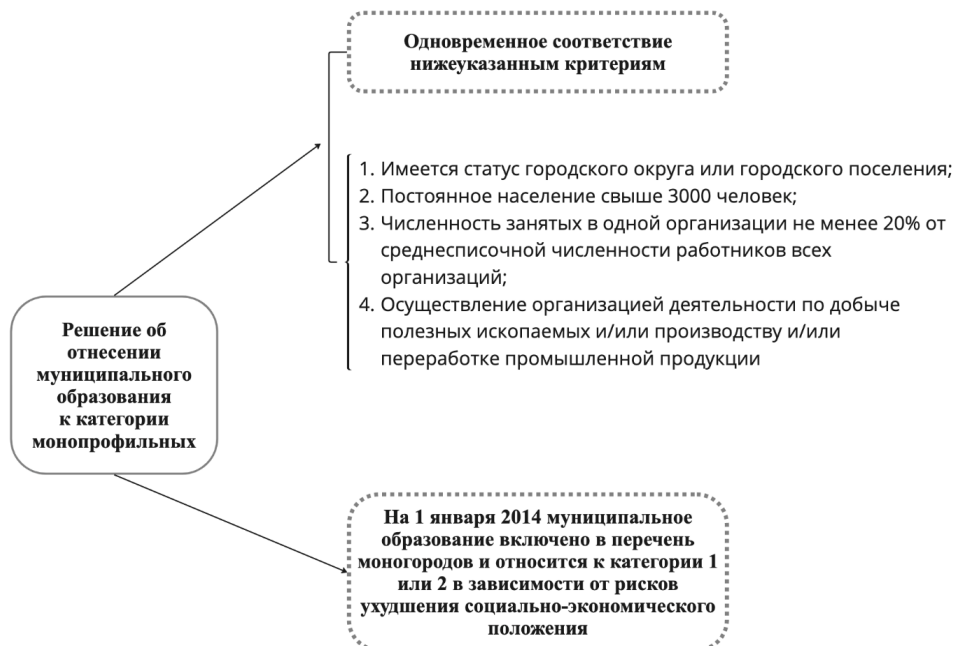 Одновременное соответствие
нижеуказанным критериям
1. Имеется статус городского округа или городского поселения;
2. Постоянное население свыше 3000 человек;
3. Численность занятых в одной организации не менее 20% от
среднесписочной численности работников всех
организаций;
4. Осуществление организацией деятельности по добыче
полезных ископаемых и/или производству и/или
переработке промышленной продукции
Решение об
отнесении
муниципального
образования
к категории
монопрофильных
На 1 января 2014 муниципальное
образование включено в перечень
моногородов и относится к категории 1
или 2 в зависимости от рисков
ухудшения социально-экономического
положения